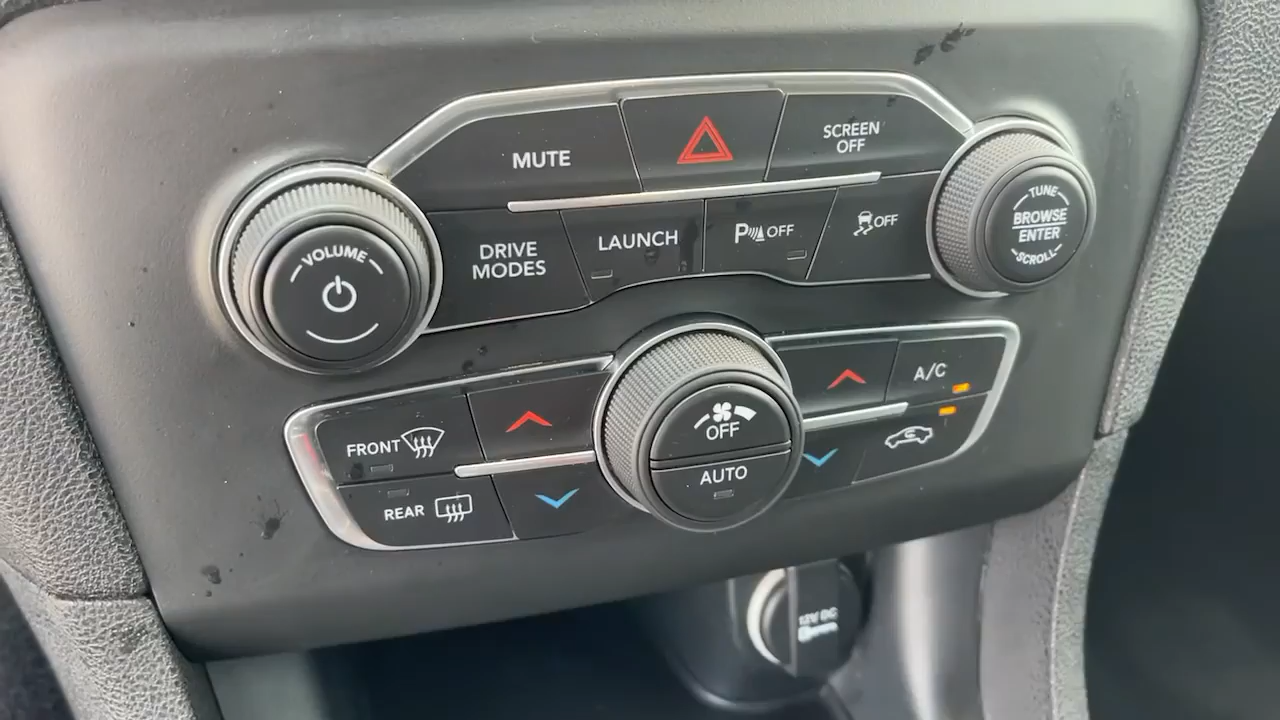 MUTE
SCREEN
OFF
VOLUME
DRIVE
MODES
LAUNCH
P OFF
OFF
TUNE
BROWSE
ENTER
SCROLL
FRONT
REAR
OFF
AUTO
A/C
12V DC